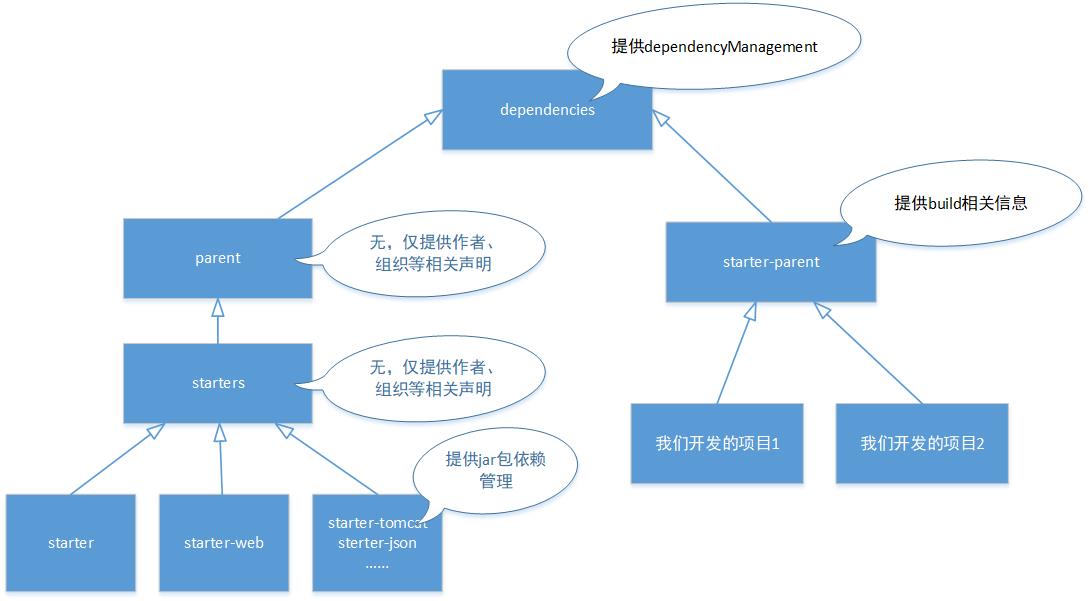 提供dependencyManagement
dependencies
提供build相关信息
parent
无，仅提供作者、
组织等相关声明
starter-parent
starters
无，仅提供作者、
组织等相关声明
我们开发的项目1
我们开发的项目2
提供jar包依赖
管理
starter
starter-web
starter-tomcat
sterter-json
......